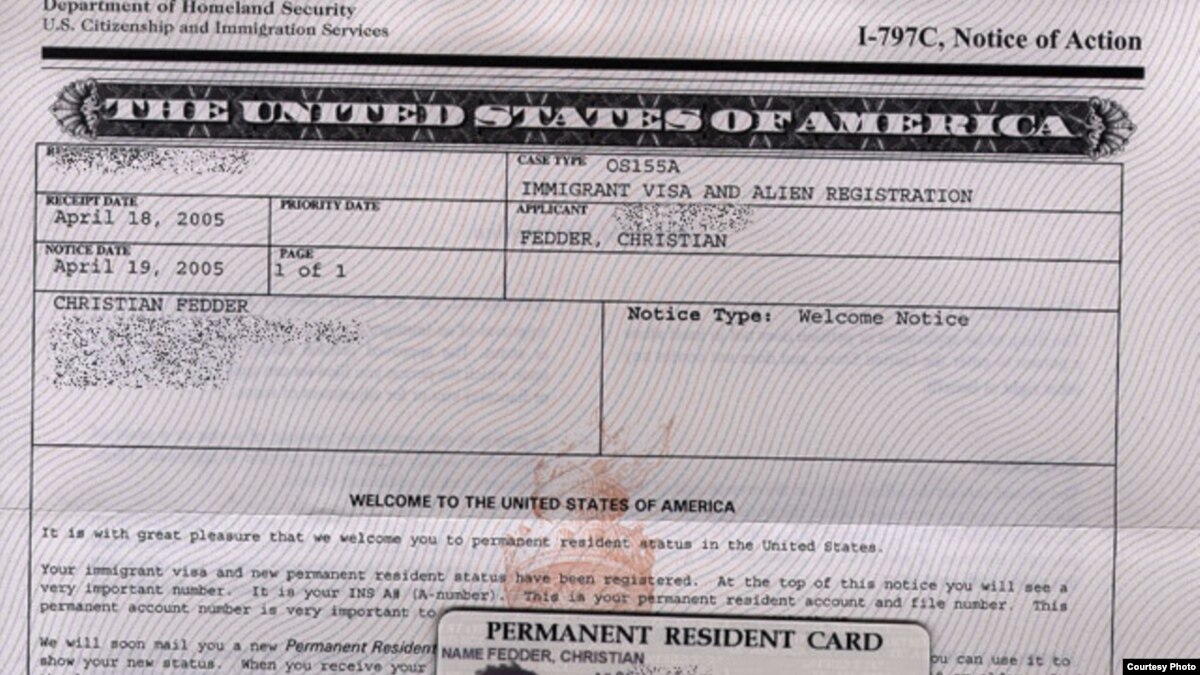 Department of Homeland Security
U.S. Citizenship and Immigration Services
I-797C, Notice of Action
THE UNITED STATES OF AMERICA
CASE TYPE OS155A
IMMIGRANT VISA AND ALIEN REGISTRATION
RECEIPT DATE
April 18, 2005
PRIORITY DATE
APPLICANT
FEDDER, CHRISTIAN
NOTICE DATE
April 19, 2005
PAGE
1 of 1
CHRISTIAN FEDDER
Notice Type: Welcome Notice
WELCOME TO THE UNITED STATES OF AMERICA
It is with great pleasure that we welcome you to permanent resident status in the United States.
Your immigrant visa and new permanent resident status have been registered. At the top of this notice you will see a
very important number. It is your INS A# (A-number). This is your permanent resident account and file number. This
permanent account number is very important to
We will soon mail you a new Permanent Resident
ou can use it to
show your new status. When you receive your
PERMANENT RESIDENT CARD
NAME FEDDER, CHRISTIAN
Courtesy Photo